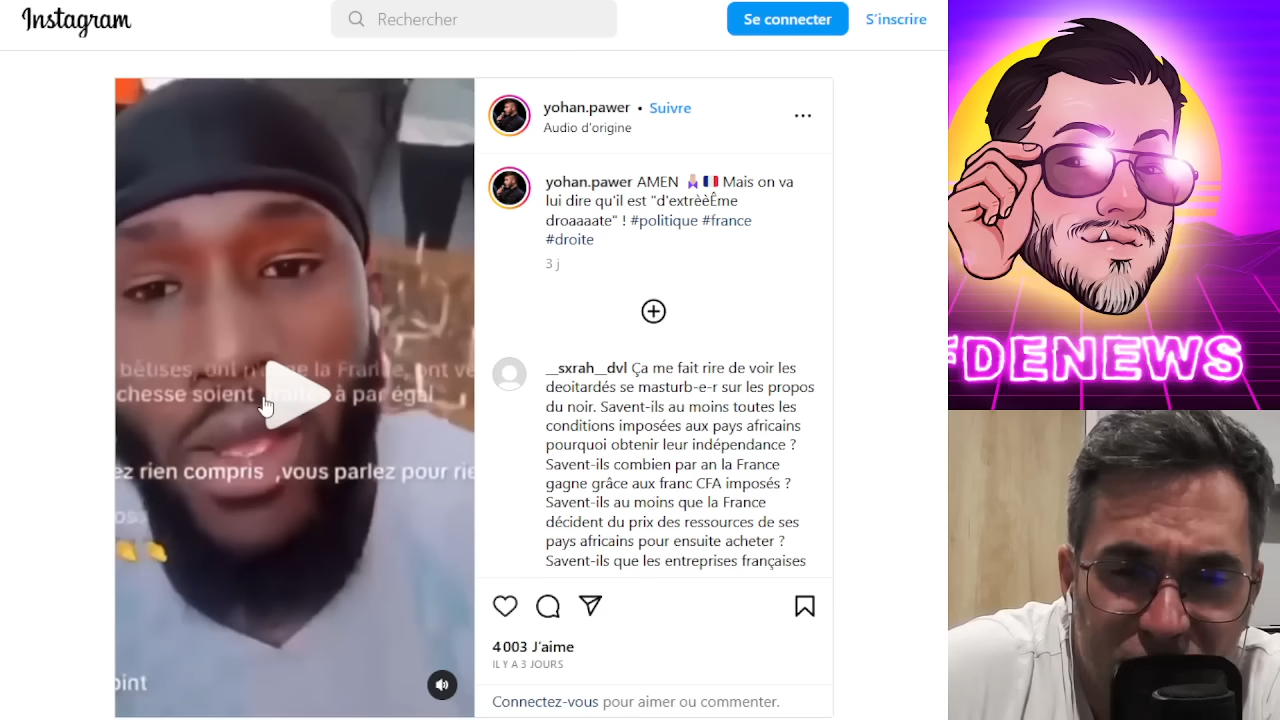 Instagram
Rechercher
Se connecter
S'inscrire
yohan.pawer • Suivre
Audio d'origine
yohan.pawer AMEN 🙏🏼🇫🇷 Mais on va
lui dire qu'il est "d'extrèèÊme
droaaaate" ! #politique #france
#droite
3 j
__sxrah__dvl Ça me fait rire de voir les
deoitardés se masturb-e-r sur les propos
du noir. Savent-ils au moins toutes les
conditions imposées aux pays africains
pourquoi obtenir leur indépendance ?
Savent-ils combien par an la France
gagne grâce aux franc CFA imposés ?
Savent-ils au moins que la France
décident du prix des ressources de ses
pays africains pour ensuite acheter ?
Savent-ils que les entreprises françaises
4 003 J'aime
IL Y A 3 JOURS
Connectez-vous pour aimer ou commenter.
bêtises, la France, ont
chesse soient traités à par égal
ez rien compris ,vous parlez pour rie
oint
FDENEWS